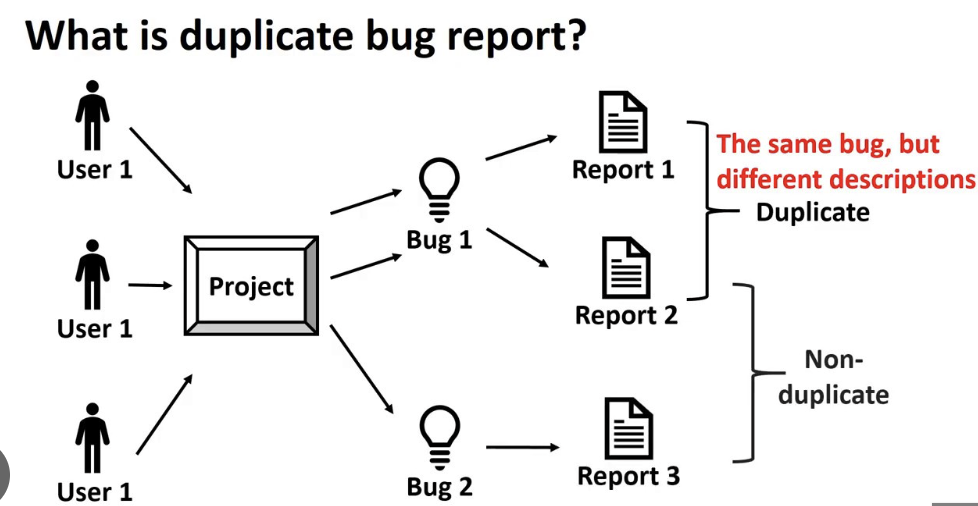 What is duplicate bug report?
User 1
Report 1
The same bug, but
different descriptions
Duplicate
Bug 1
Project
User 1
Report 2
Non-
duplicate
User 1
Bug 2
Report 3